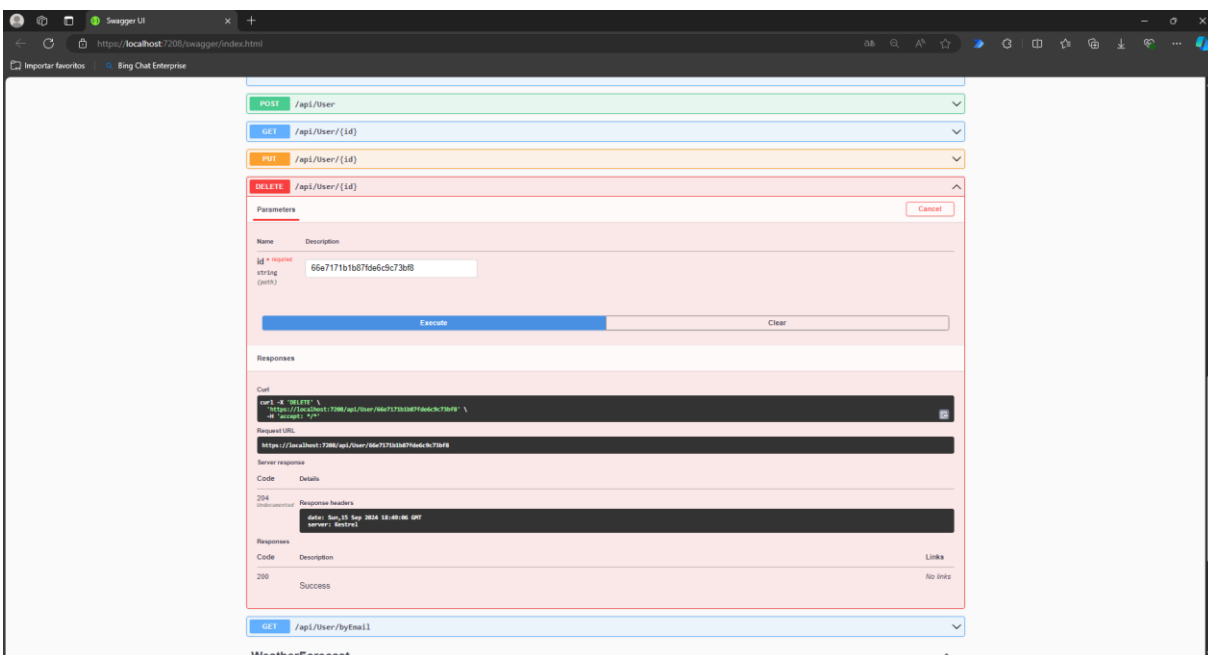 Swagger UI
https://localhost:7208/swagger/index.html
Importar favoritos
Bing Chat Enterprise
POST /api/User
GET /api/User/{id}
PUT /api/User/{id}
DELETE /api/User/{id}
Parameters
Cancel
Name Description
id * required
string
(path)
66e7171b1b87fde6c9c73bf8
Execute Clear
Responses
Curl
curl -X 'DELETE' \
'https://localhost:7208/api/User/66e7171b1b87fde6c9c73bf8' \
-H 'accept: */*'
Request URL
https://localhost:7208/api/User/66e7171b1b87fde6c9c73bf8
Server response
Code Details
204
Undocumented
Response headers
date: Sun,15 Sep 2024 18:40:06 GMT
server: Kestrel
Responses
Code Description Links
200 Success No links
GET /api/User/byEmail
WeatherForecast